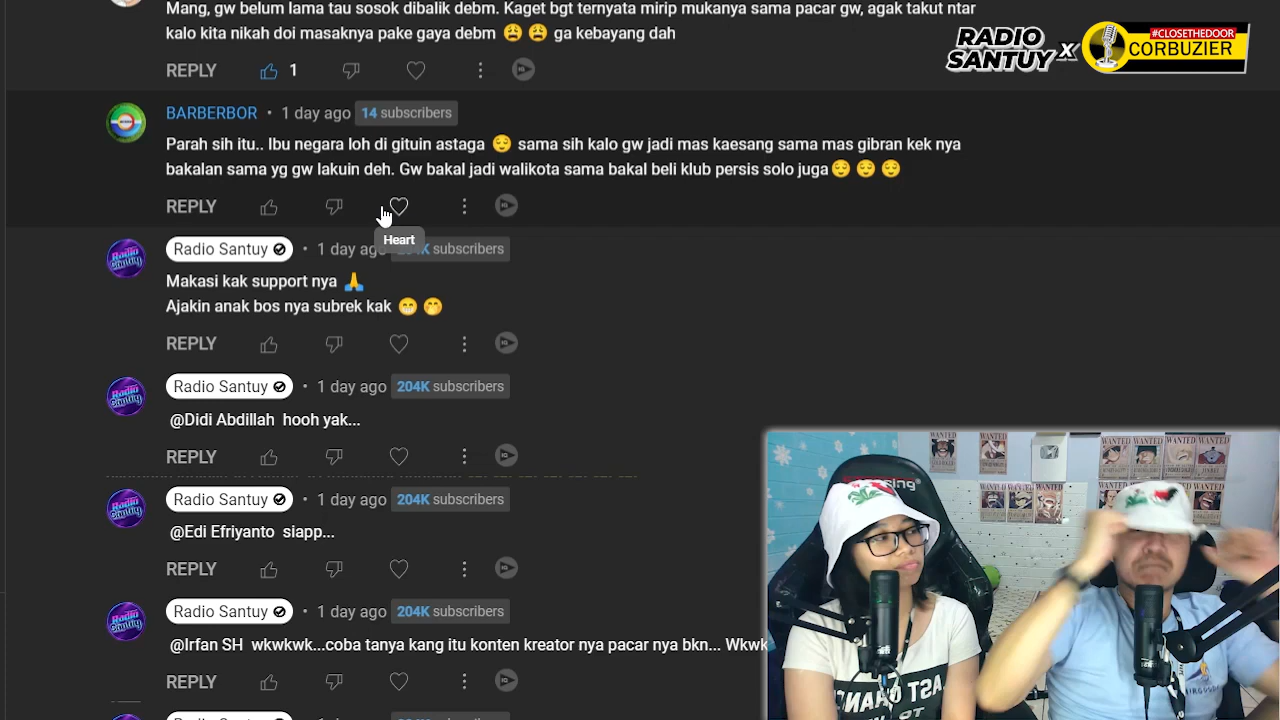 Mang, gw belum lama tau sosok dibalik debm. Kaget bgt ternyata mirip mukanya sama pacar gw, agak takut ntar
kalo kita nikah doi masaknya pake gaya debm 😩 😩 ga kebayang dah
REPLY 1
RADIO SANTUY X #CLOSETHEDOOR CORBUZIER
BARBERBOR • 1 day ago 14 subscribers
Parah sih itu.. Ibu negara loh di gituin astaga 😌 sama sih kalo gw jadi mas kaesang sama mas gibran kek nya
bakalan sama yg gw lakuin deh. Gw bakal jadi walikota sama bakal beli klub persis solo juga😌 😌 😌
REPLY
Heart
Radio Santuy • 1 day ago 204K subscribers
Makasi kak support nya 🙏
Ajakin anak bos nya subrek kak 😁 🤭
REPLY
Radio Santuy • 1 day ago 204K subscribers
@Didi Abdillah hooh yak...
REPLY
Radio Santuy • 1 day ago 204K subscribers
@Edi Efriyanto siapp...
REPLY
Radio Santuy • 1 day ago 204K subscribers
@Irfan SH wkwkwk...coba tanya kang itu konten kreator nya pacar nya bkn... Wkwk
REPLY